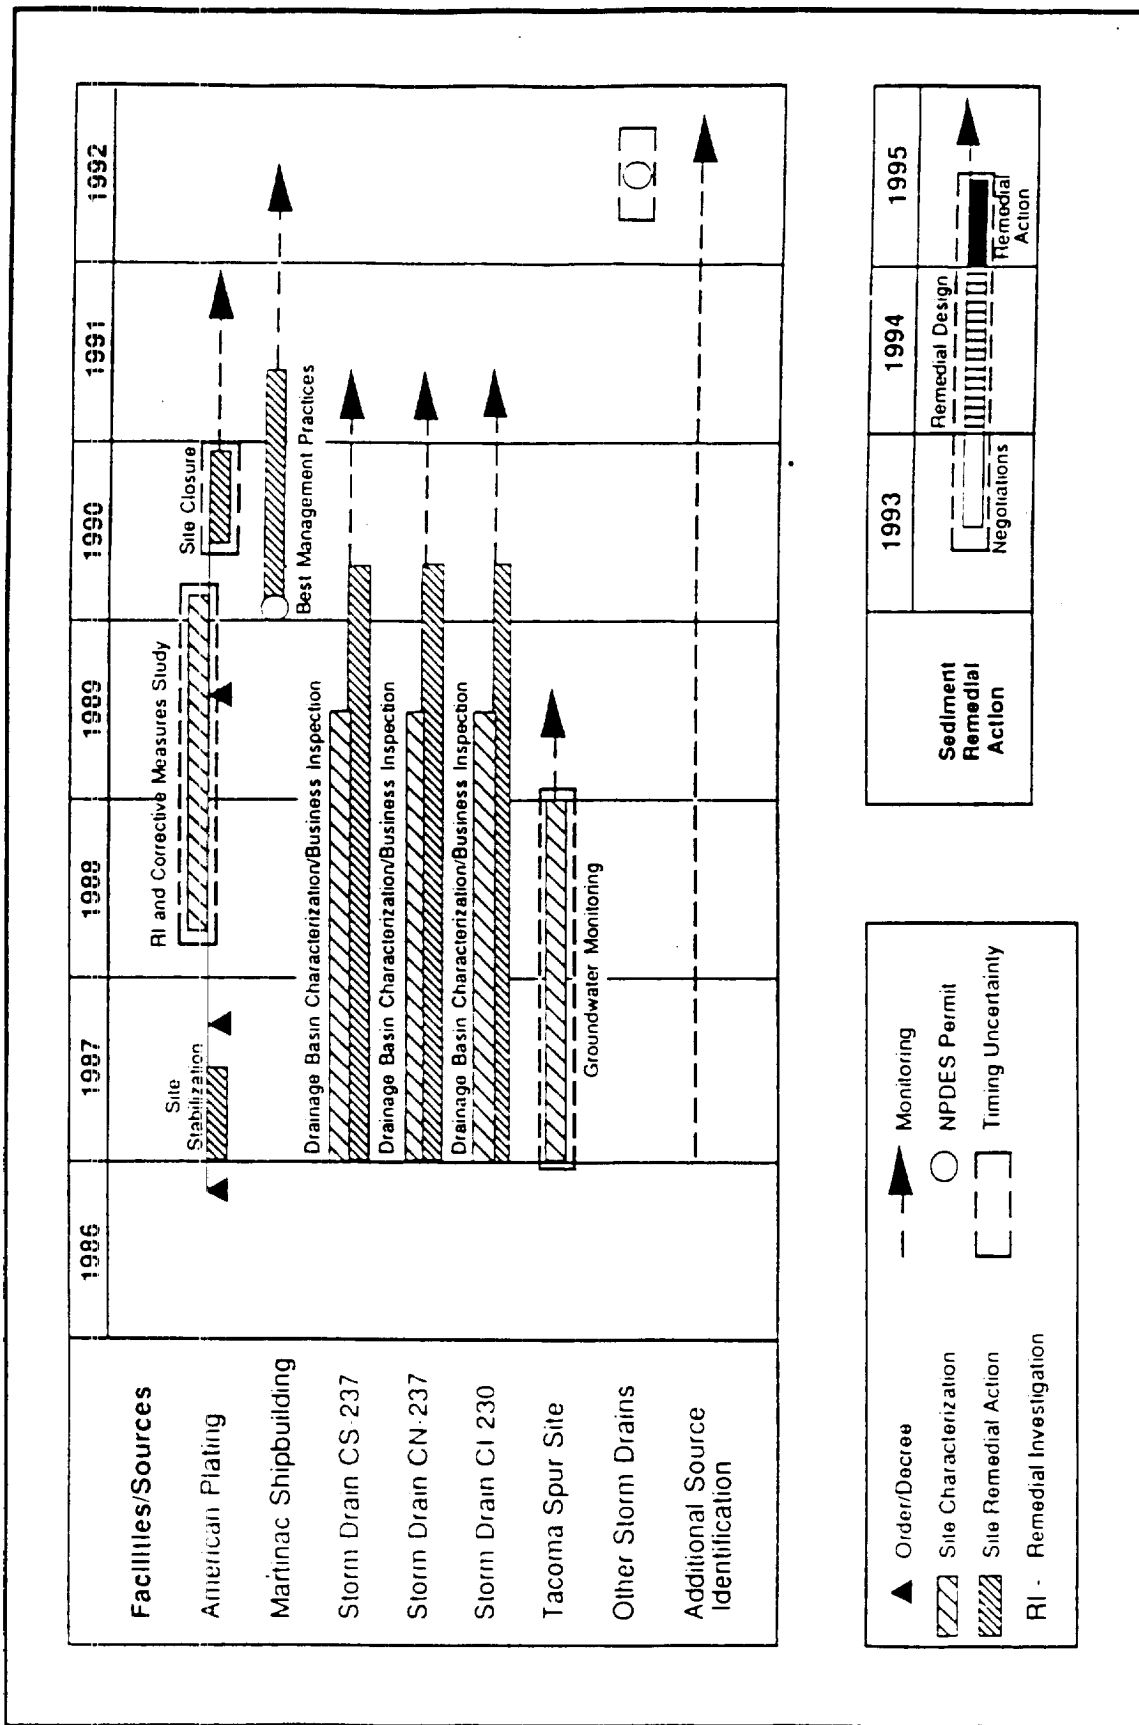 Facilities/Sources
1986
1987
1988
1989
1990
1991
1992
American Plating
Site
Stabilization
RI and Corrective Measures Study
Site Closure
Martinac Shipbuilding
Best Management Practices
Storm Drain CS-237
Drainage Basin Characterization/Business Inspection
Storm Drain CN-237
Drainage Basin Characterization/Business Inspection
Storm Drain CI 230
Drainage Basin Characterization/Business Inspection
Tacoma Spur Site
Groundwater Monitoring
Other Storm Drains
Additional Source
Identification
Order/Decree
Site Characterization
Site Remedial Action
RI - Remedial Investigation
Monitoring
NPDES Permit
Timing Uncertainty
Sediment
Remedial
Action
1993
1994
1995
Negotiations
Remedial Design
Remedial
Action